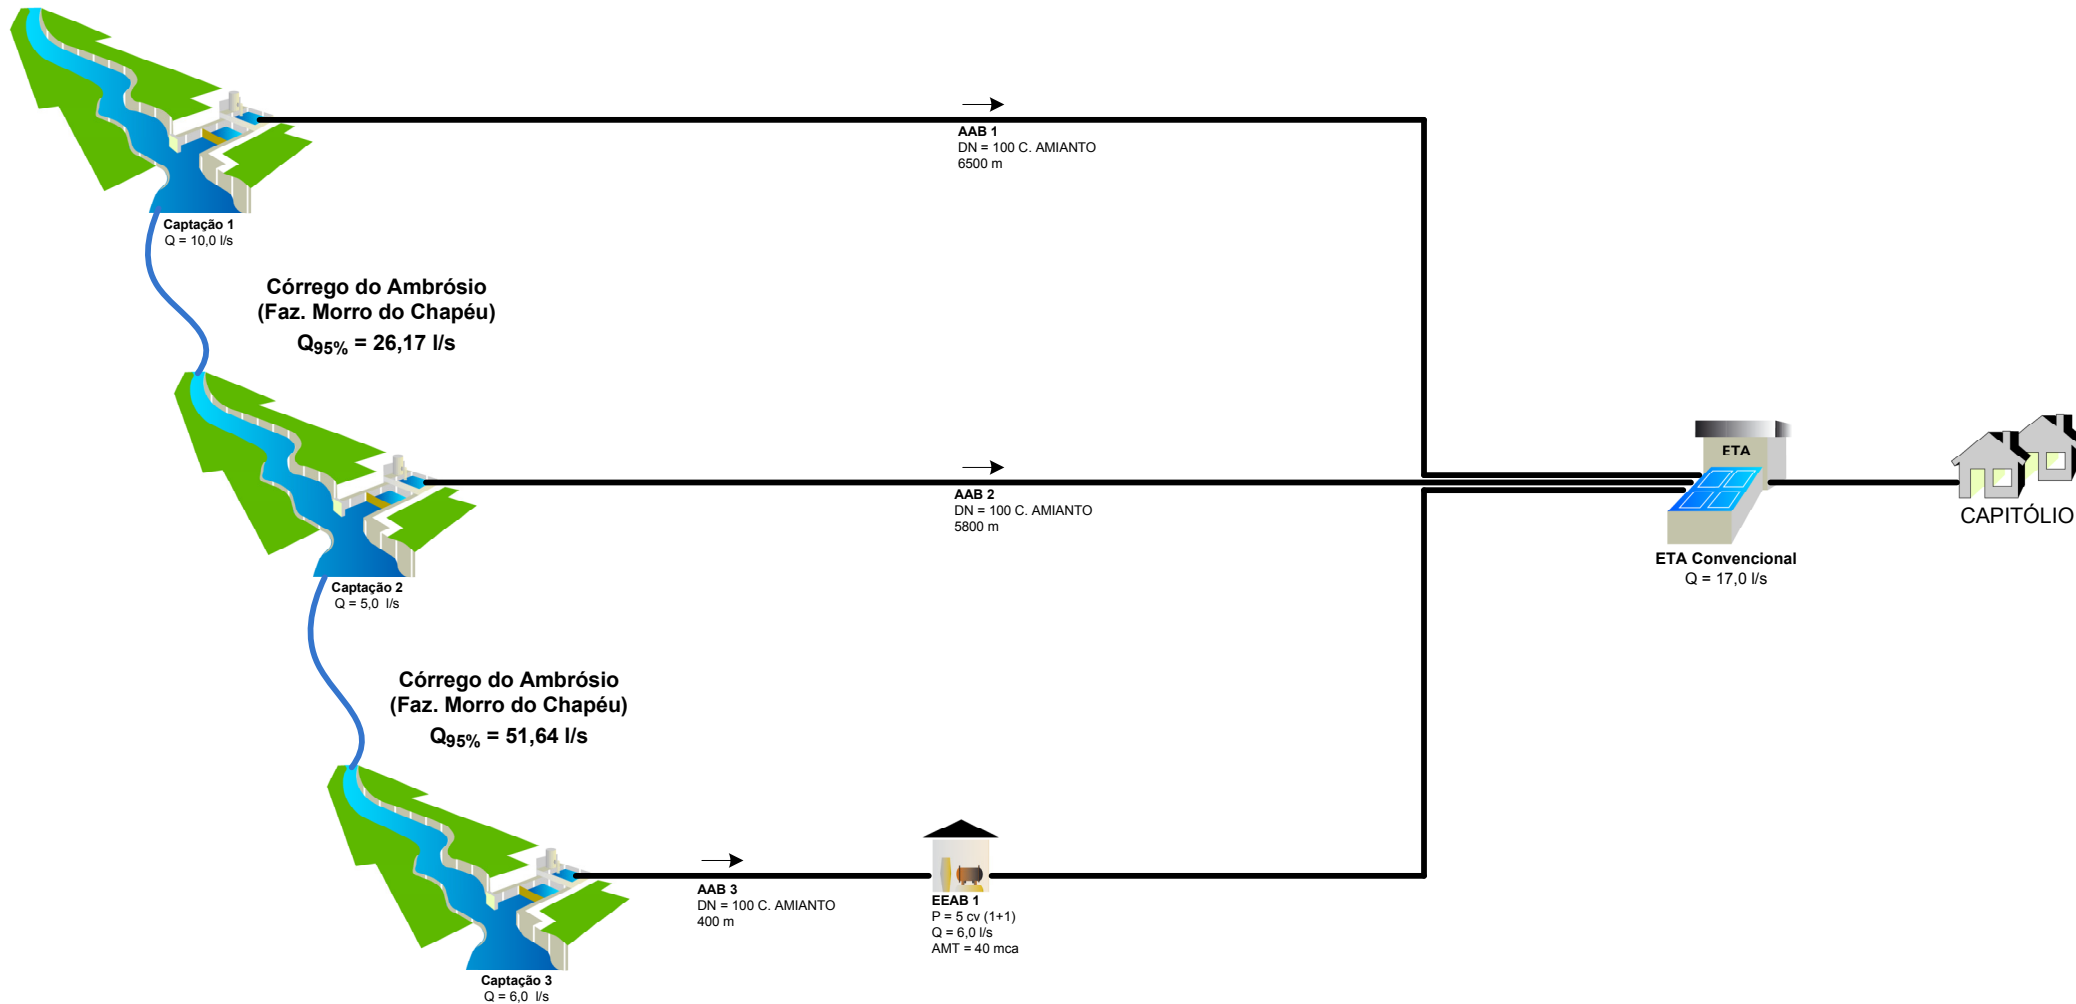 AAB 1
DN = 100 C. AMIANTO
6500 m
Captação 1
Q = 10,0 l/s
Córrego do Ambrósio
(Faz. Morro do Chapéu)
Q95% = 26,17 l/s
AAB 2
DN = 100 C. AMIANTO
5800 m
ETA
CAPITÓLIO
ETA Convencional
Q = 17,0 l/s
Captação 2
Q = 5,0 l/s
Córrego do Ambrósio
(Faz. Morro do Chapéu)
Q95% = 51,64 l/s
AAB 3
DN = 100 C. AMIANTO
400 m
EEAB 1
P = 5 cv (1+1)
Q = 6,0 l/s
AMT = 40 mca
Captação 3
Q = 6,0 l/s